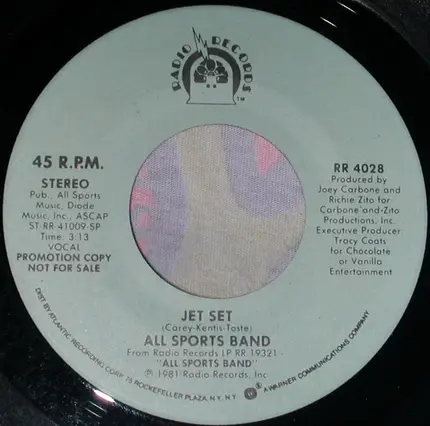 RADIO RECORDS
TM
45 R.P.M.
STEREO
Pub., All Sports
Music, Diode
Music, Inc., ASCAP
ST-RR-41009-SP
Time: 3:13
VOCAL
PROMOTION COPY
NOT FOR SALE
RR 4028
Produced by
Joey Carbone and
Richie Zito for
Carbone and-Zito
Productions, Inc.
Executive Producer
Tracy Coats
for Chocolate
or Vanilla
Entertainment
JET SET
(Carey-Kentis-Taste)
ALL SPORTS BAND
From Radio Records LP RR 19321 -
"ALL SPORTS BAND"
℗ 1981 Radio Records, Inc
DIST. BY ATLANTIC RECORDING CORP 75 ROCKEFELLER PLAZA N.Y., N.Y. A WARNER COMMUNICATIONS COMPANY